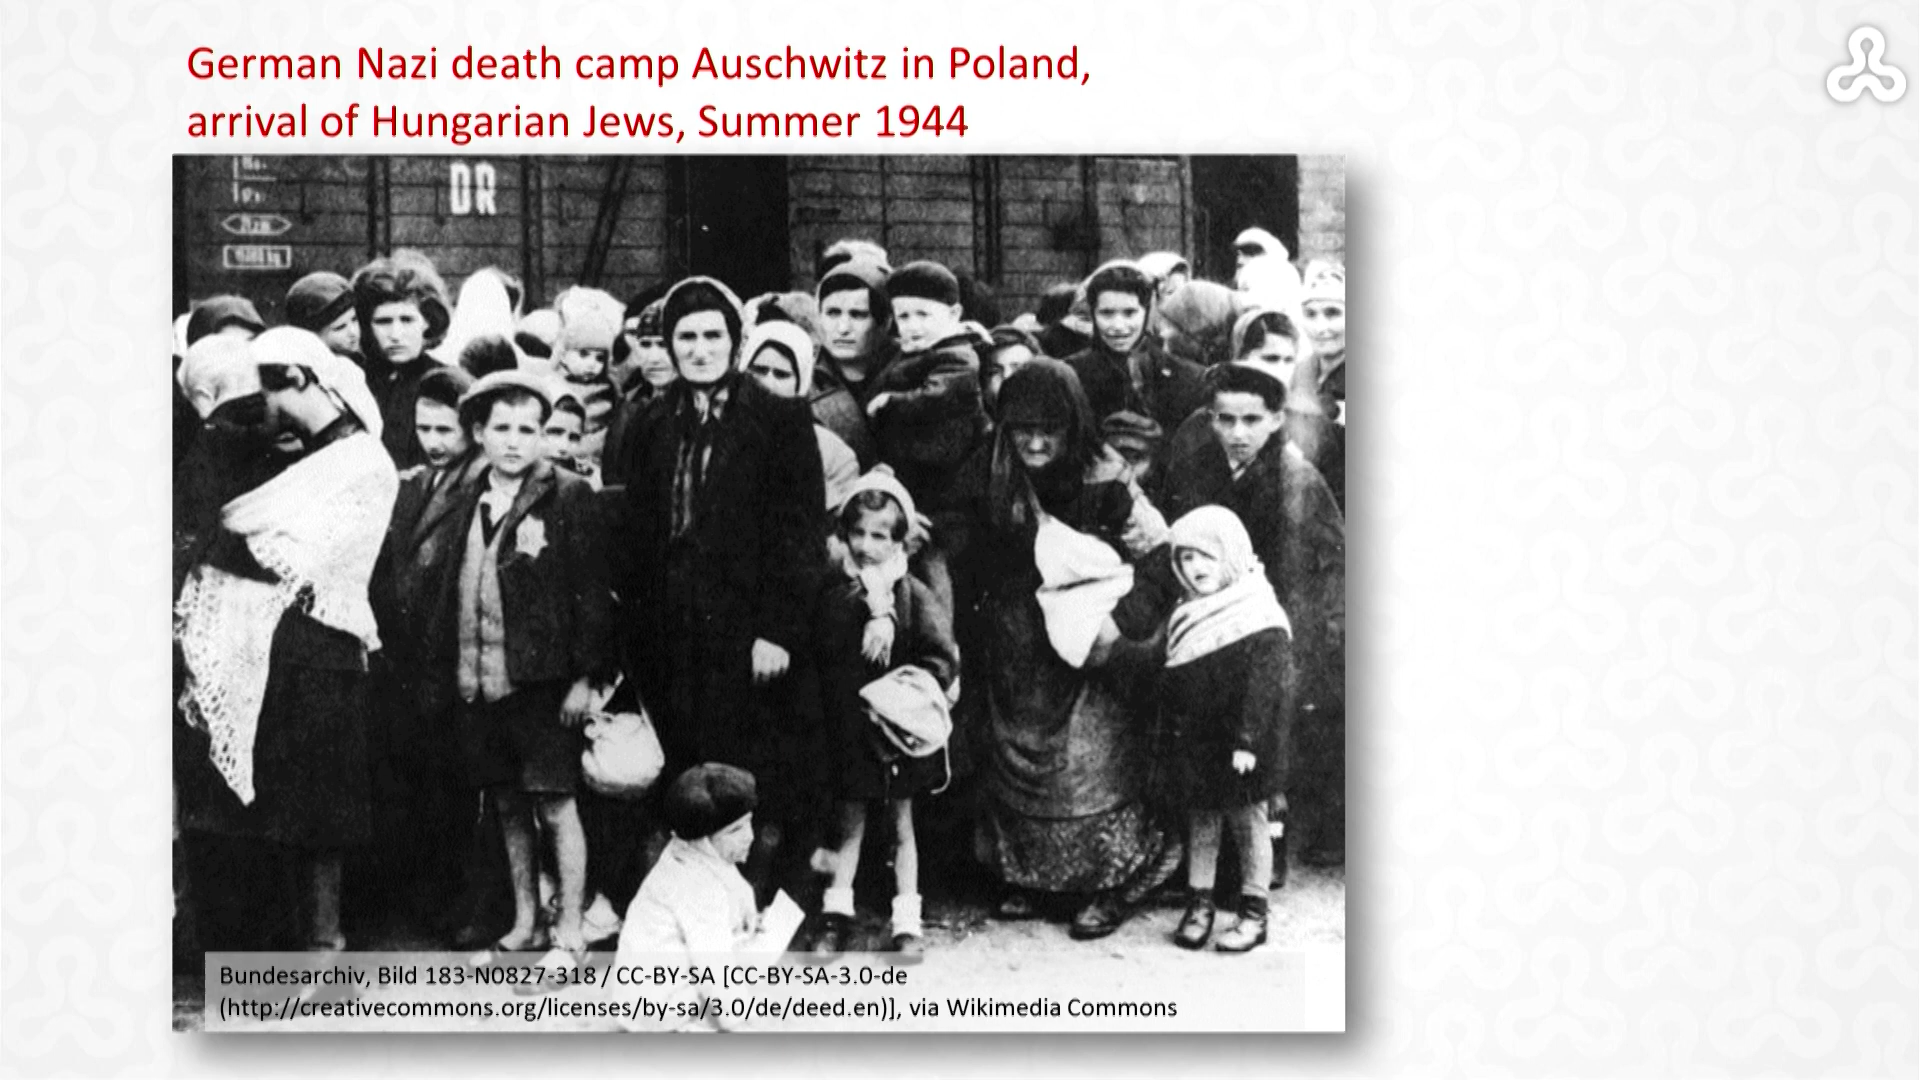 German Nazi death camp Auschwitz in Poland,
arrival of Hungarian Jews, Summer 1944
DR
Bundesarchiv, Bild 183-N0827-318 / CC-BY-SA [CC-BY-SA-3.0-de
(http://creativecommons.org/licenses/by-sa/3.0/de/deed.en)], via Wikimedia Commons